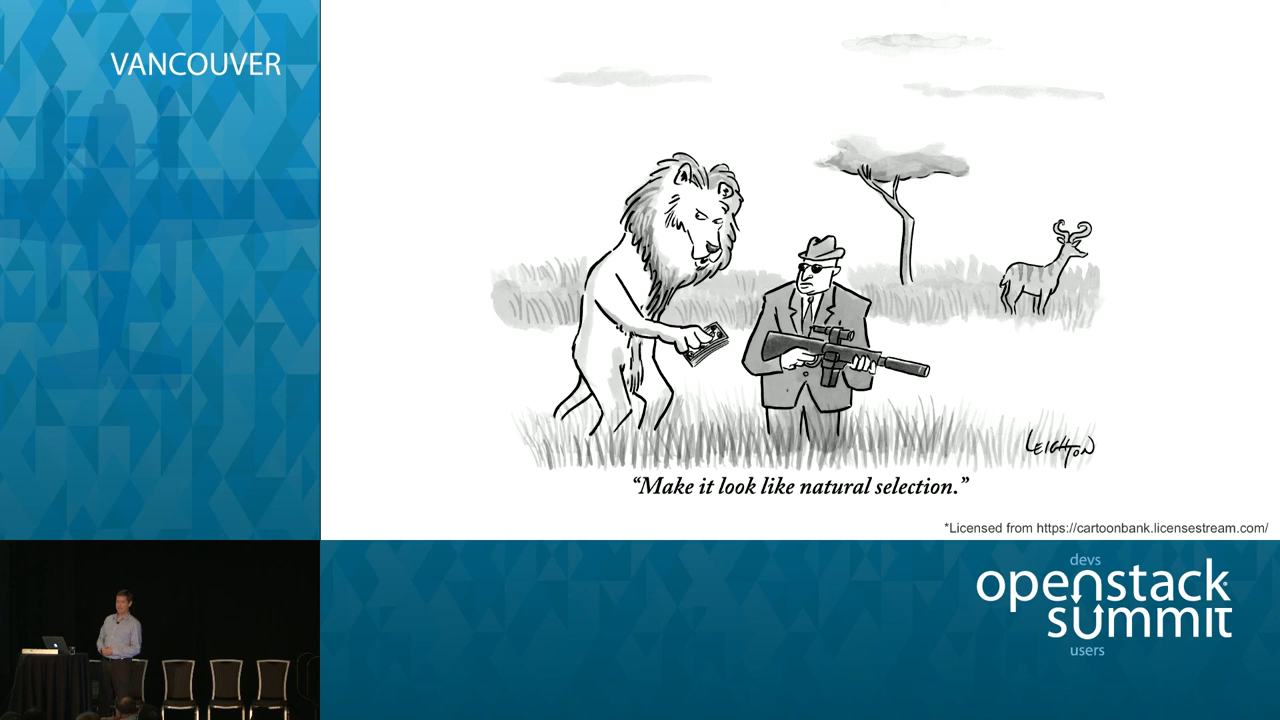 VANCOUVER
LEIGHTON
“Make it look like natural selection.”
*Licensed from https://cartoonbank.licensestream.com/
devs
openstack
summit
users